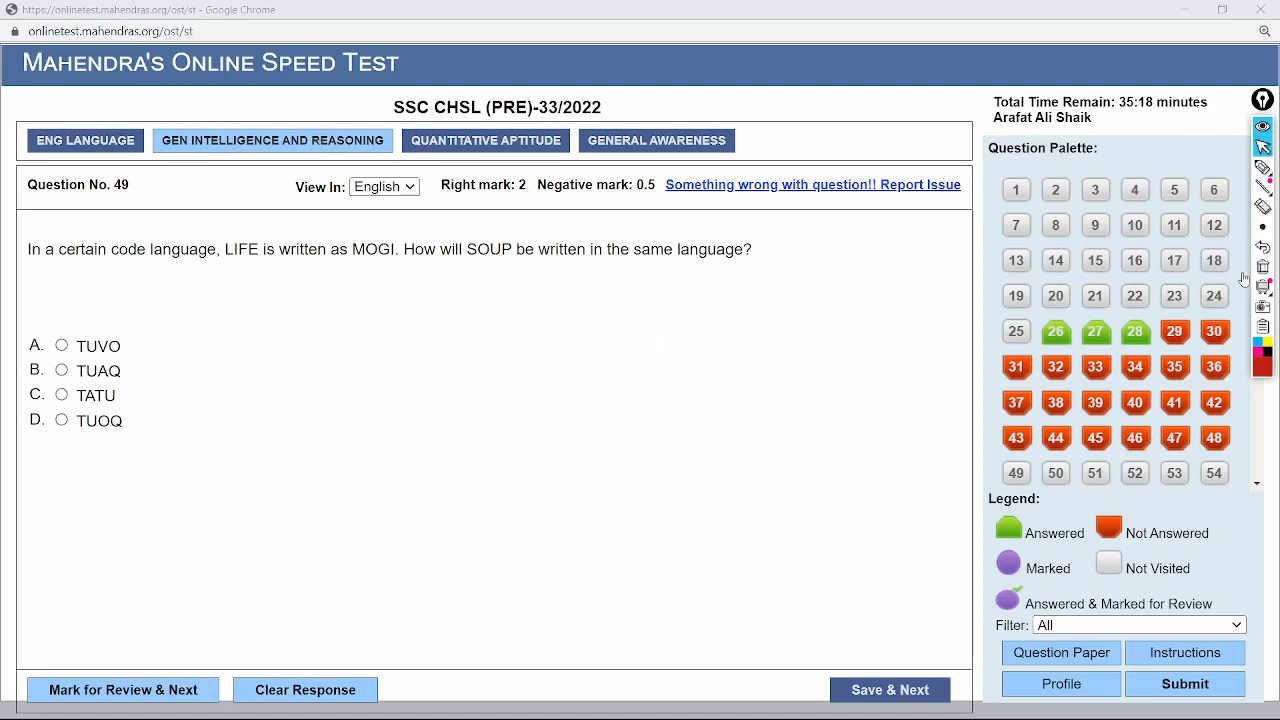 https://onlinetest.mahendras.org/ost/st - Google Chrome
onlinetest.mahendras.org/ost/st
MAHENDRA'S ONLINE SPEED TEST
SSC CHSL (PRE)-33/2022
Total Time Remain: 35:18 minutes
Arafat Ali Shaik
ENG LANGUAGE GEN INTELLIGENCE AND REASONING QUANTITATIVE APTITUDE GENERAL AWARENESS
Question Palette:
Question No. 49 View In: English Right mark: 2 Negative mark: 0.5 Something wrong with question!! Report Issue
In a certain code language, LIFE is written as MOGI. How will SOUP be written in the same language?
A. TUVO
B. TUAQ
C. TATU
D. TUOQ
1 2 3 4 5 6
7 8 9 10 11 12
13 14 15 16 17 18
19 20 21 22 23 24
25 26 27 28 29 30
31 32 33 34 35 36
37 38 39 40 41 42
43 44 45 46 47 48
49 50 51 52 53 54
Legend:
Answered Not Answered
Marked Not Visited
Answered & Marked for Review
Filter: All
Question Paper Instructions
Profile Submit
Mark for Review & Next Clear Response Save & Next